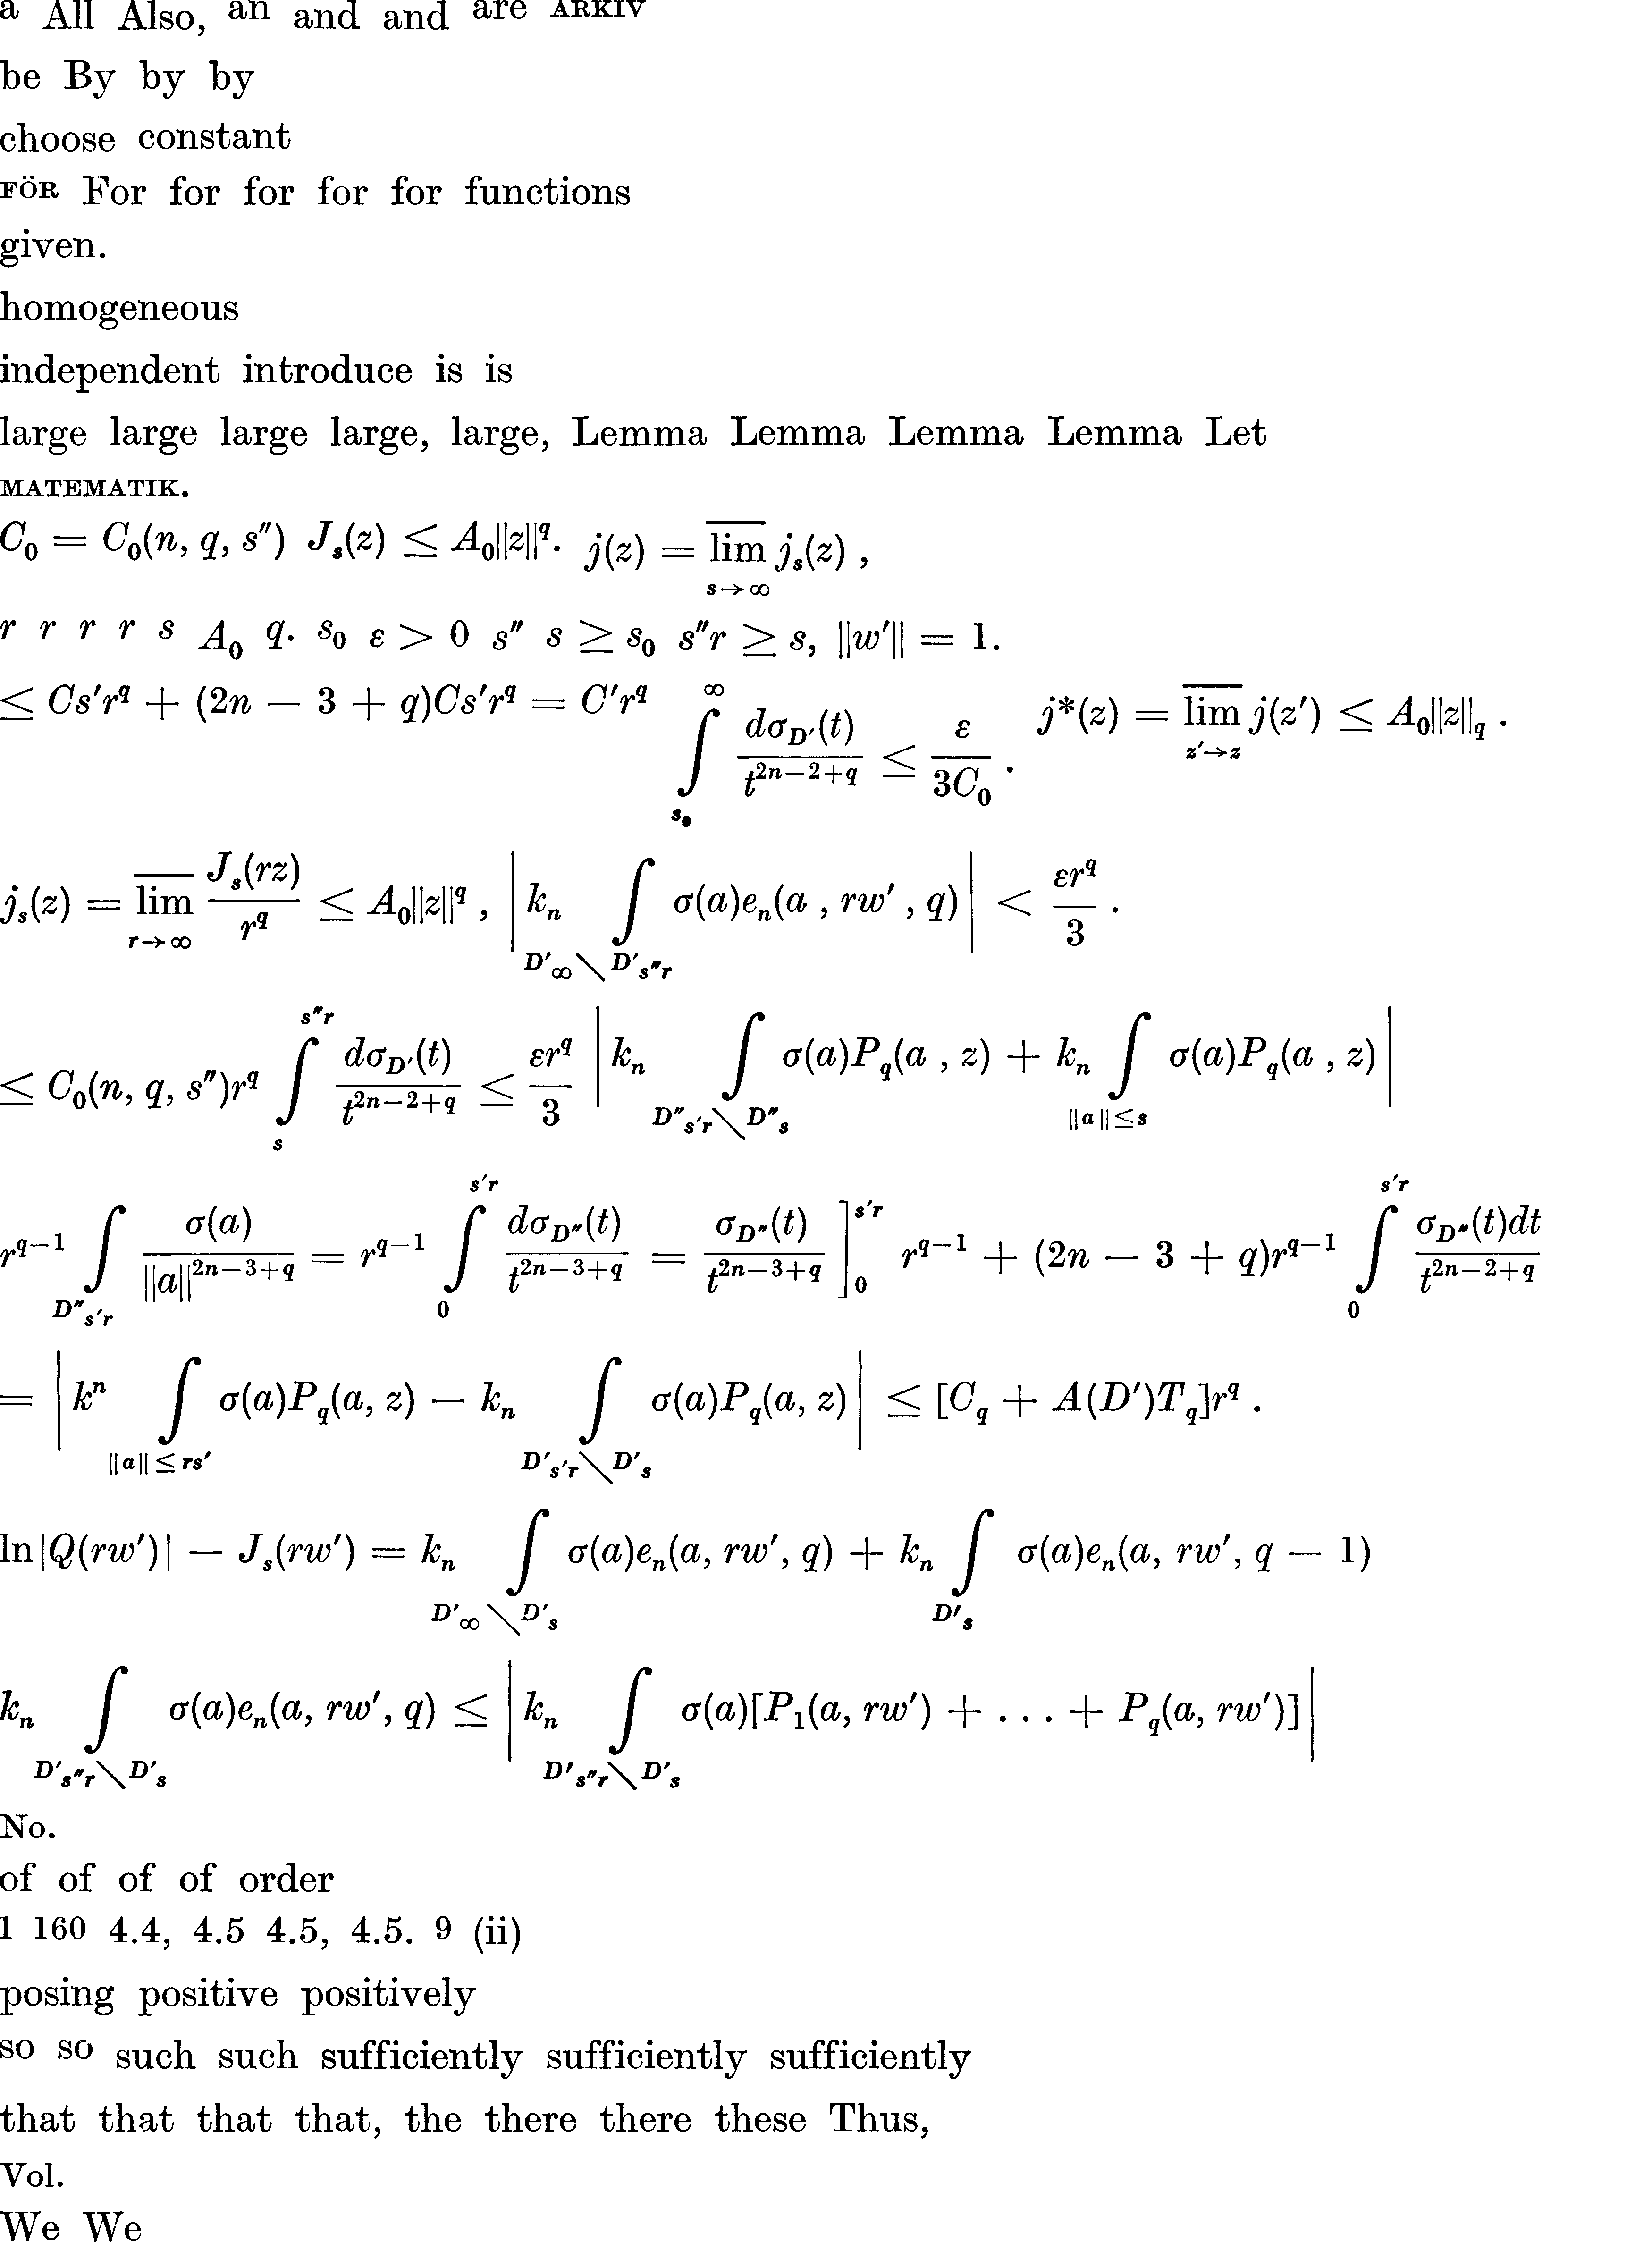 a All Also, an and and are ARKIV
be By by by
choose constant
FÖR For for for for for functions
given.
homogeneous
independent introduce is is
large large large large, large, Lemma Lemma Lemma Lemma Let
MATEMATIK.
$C_0 = C_0(n, q, s'')$ $J_s(z) \leq A_0\|z\|^q.$ $j(z) = \overline{\lim}_{s \to \infty} j_s(z) ,$
r r r r s $A_0$ q. $s_0$ $\varepsilon > 0$ $s''$ $s \geq s_0$ $s''r \geq s,$ $\|w'\| = 1.$
$\leq Cs'r^q + (2n - 3 + q)Cs'r^q = C'r^q$ $\int_{s_0}^{\infty} \frac{d\sigma_{D'}(t)}{t^{2n-2+q}} \leq \frac{\varepsilon}{3C_0} .$ $j^*(z) = \overline{\lim}_{z' \to z} j(z') \leq A_0\|z\|_q .$
$j_s(z) = \overline{\lim}_{r \to \infty} \frac{J_s(rz)}{r^q} \leq A_0\|z\|^q ,$ $\left| k_n \int_{D'_\infty \setminus D'_{s''r}} \sigma(a)e_n(a , rw' , q) \right| < \frac{\varepsilon r^q}{3} .$
$\leq C_0(n, q, s'')r^q \int_s^{s''r} \frac{d\sigma_{D'}(t)}{t^{2n-2+q}} \leq \frac{\varepsilon r^q}{3}$ $\left| k_n \int_{D''_{s'r} \setminus D''_s} \sigma(a)P_q(a , z) + k_n \int_{\|a\| \leq s} \sigma(a)P_q(a , z) \right|$
$r^{q-1} \int_{D''_{s'r}} \frac{\sigma(a)}{\|a\|^{2n-3+q}} = r^{q-1} \int_0^{s'r} \frac{d\sigma_{D''}(t)}{t^{2n-3+q}} = \left. \frac{\sigma_{D''}(t)}{t^{2n-3+q}} \right]_0^{s'r} r^{q-1} + (2n - 3 + q)r^{q-1} \int_0^{s'r} \frac{\sigma_{D''}(t)dt}{t^{2n-2+q}}$
$= \left| k^n \int_{\|a\| \leq rs'} \sigma(a)P_q(a, z) - k_n \int_{D'_{s'r} \setminus D'_s} \sigma(a)P_q(a, z) \right| \leq [C_q + A(D')T_q]r^q .$
$\ln|Q(rw')| - J_s(rw') = k_n \int_{D'_\infty \setminus D'_s} \sigma(a)e_n(a, rw', q) + k_n \int_{D'_s} \sigma(a)e_n(a, rw', q - 1)$
$k_n \int_{D'_{s''r} \setminus D'_s} \sigma(a)e_n(a, rw', q) \leq \left| k_n \int_{D'_{s''r} \setminus D'_s} \sigma(a)[P_1(a, rw') + \ldots + P_q(a, rw')] \right|$
No.
of of of of order
1 160 4.4, 4.5 4.5, 4.5. 9 (ii)
posing positive positively
so so such such sufficiently sufficiently sufficiently
that that that that, the there there these Thus,
Vol.
We We